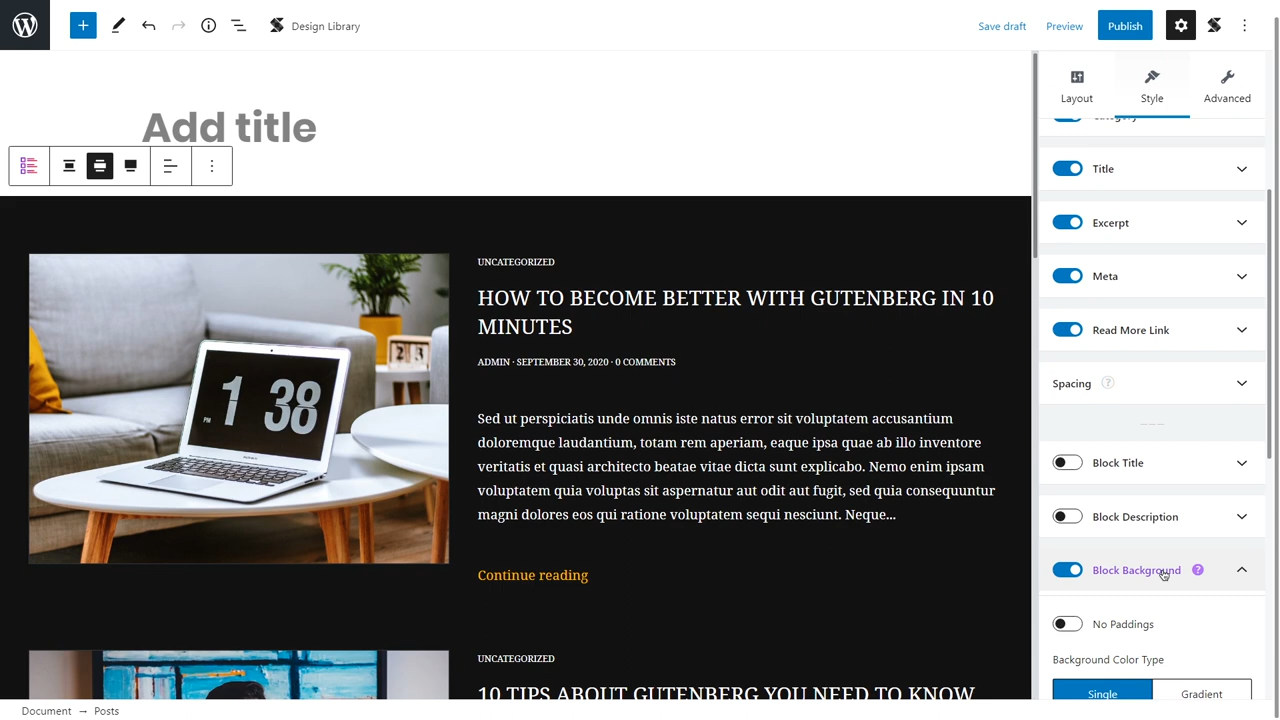 Design Library
Save draft
Preview
Publish
Layout
Style
Advanced
Add title
Category
Title
Excerpt
Meta
Read More Link
Spacing ?
Block Title
Block Description
Block Background ?
No Paddings
Background Color Type
Single
Gradient
PM 1 38
24
UNCATEGORIZED
HOW TO BECOME BETTER WITH GUTENBERG IN 10
MINUTES
ADMIN · SEPTEMBER 30, 2020 · 0 COMMENTS
Sed ut perspiciatis unde omnis iste natus error sit voluptatem accusantium
doloremque laudantium, totam rem aperiam, eaque ipsa quae ab illo inventore
veritatis et quasi architecto beatae vitae dicta sunt explicabo. Nemo enim ipsam
voluptatem quia voluptas sit aspernatur aut odit aut fugit, sed quia consequuntur
magni dolores eos qui ratione voluptatem sequi nesciunt. Neque...
Continue reading
UNCATEGORIZED
10 TIPS ABOUT GUTENBERG YOU NEED TO KNOW
Document → Posts